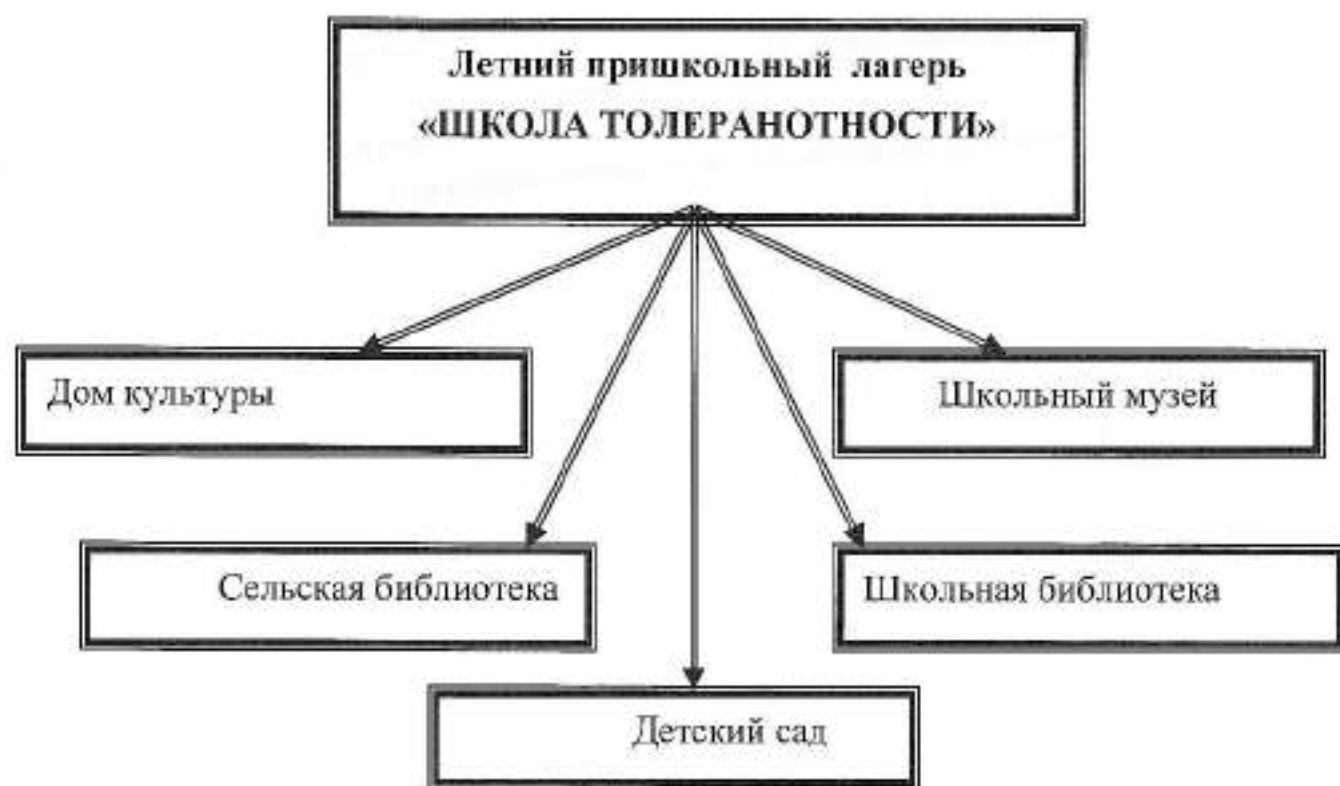 Летний пришкольный лагерь
«ШКОЛА ТОЛЕРАНОТНОСТИ»
Дом культуры
Школьный музей
Сельская библиотека
Школьная библиотека
Детский сад